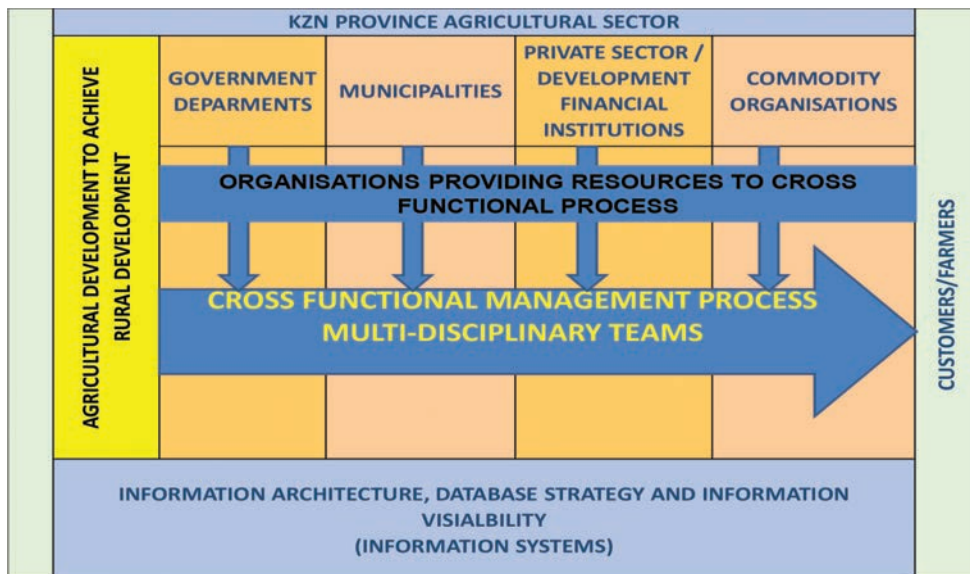 KZN PROVINCE AGRICULTURAL SECTOR
AGRICULTURAL DEVELOPMENT TO ACHIEVE
RURAL DEVELOPMENT
GOVERNMENT
DEPARMENTS
MUNICIPALITIES
PRIVATE SECTOR /
DEVELOPMENT
FINANCIAL
INSTITUTIONS
COMMODITY
ORGANISATIONS
ORGANISATIONS PROVIDING RESOURCES TO CROSS
FUNCTIONAL PROCESS
CROSS FUNCTIONAL MANAGEMENT PROCESS
MULTI-DISCIPLINARY TEAMS
CUSTOMERS/FARMERS
INFORMATION ARCHITECTURE, DATABASE STRATEGY AND INFORMATION
VISIALBILITY
(INFORMATION SYSTEMS)